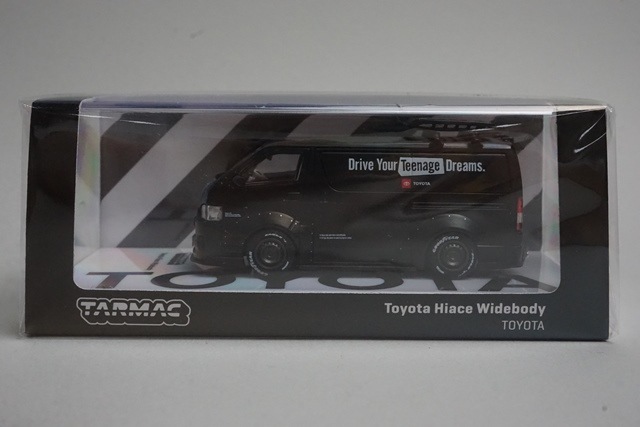 Drive Your Teenage Dreams.
TOYOTA
TOYOTA
TARMAC
Toyota Hiace Widebody
TOYOTA